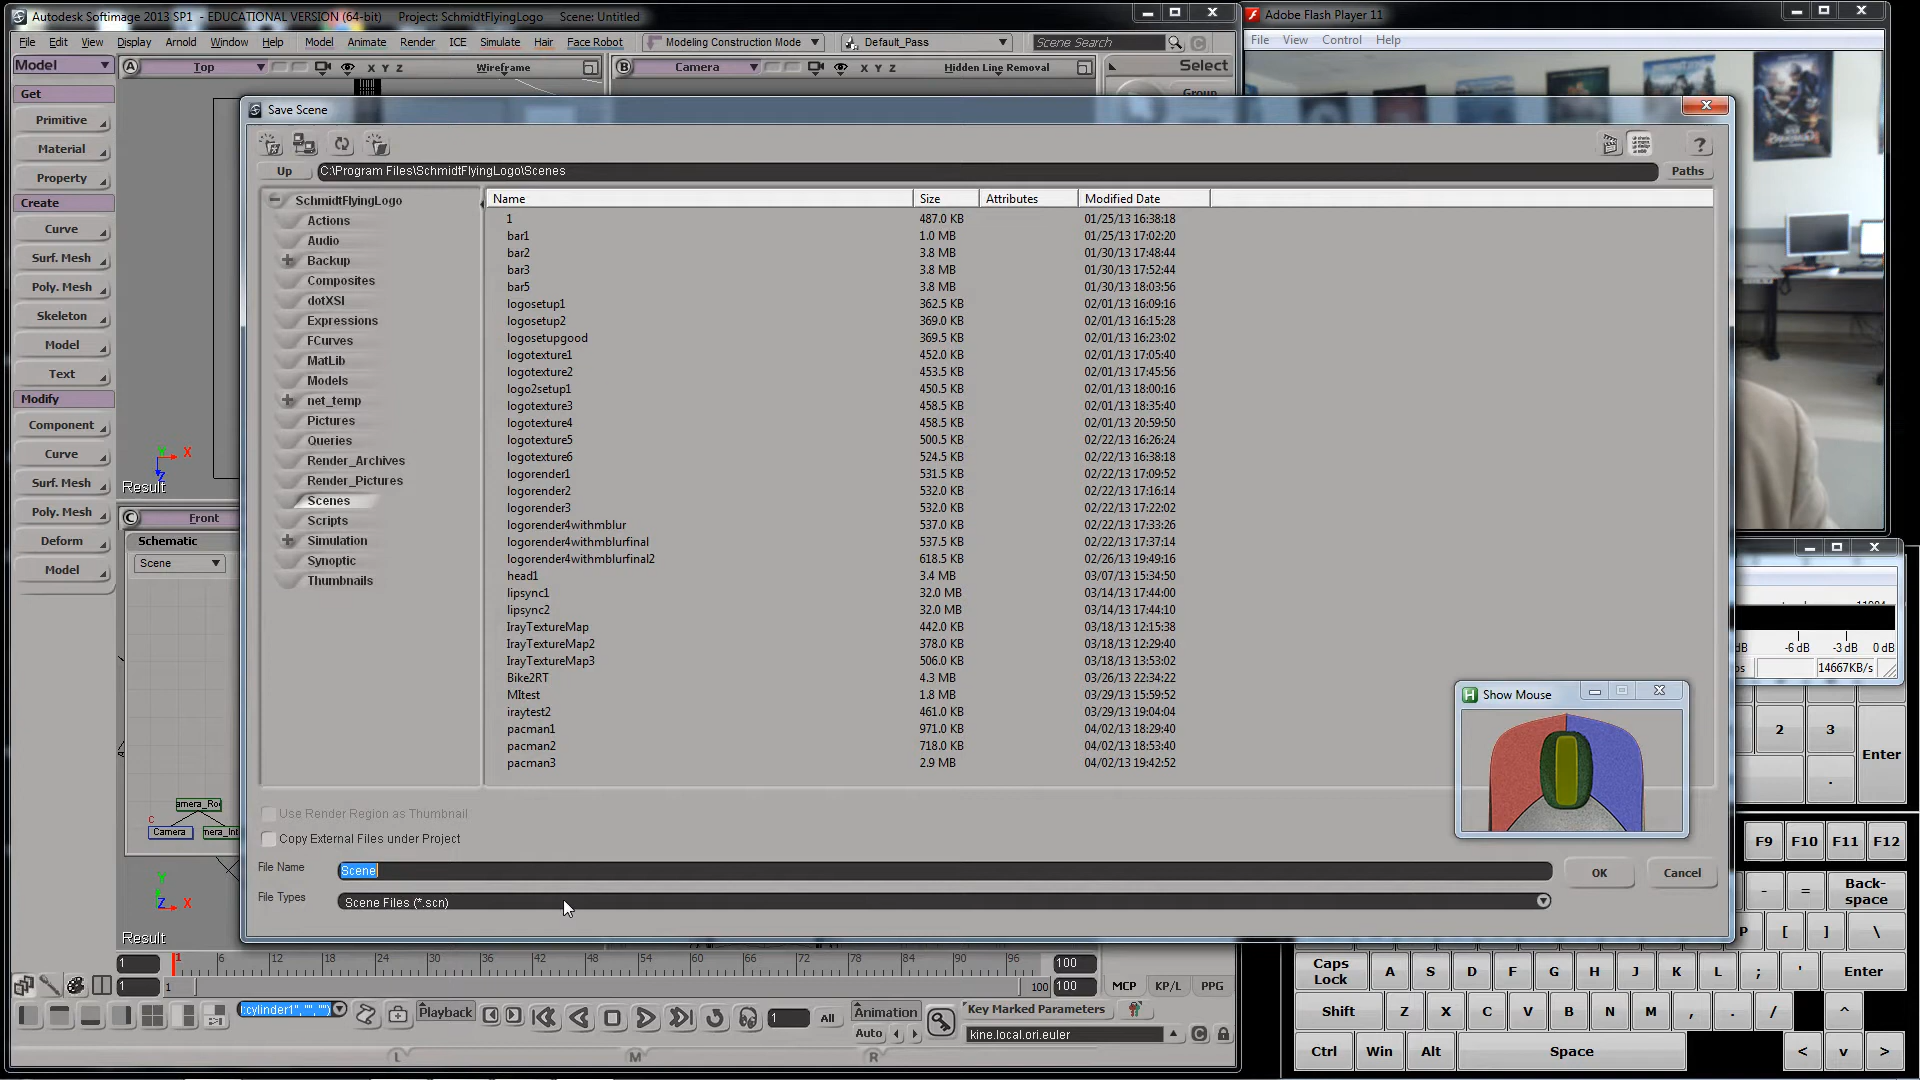 Autodesk Softimage 2013 SP1 - EDUCATIONAL VERSION (64-bit) Project: SchmidtFlyingLogo Scene: Untitled
Adobe Flash Player 11
File Edit View Display Arnold Window Help Model Animate Render ICE Simulate Hair Face Robot Modeling Construction Mode Default_Pass Scene Search
File View Control Help
Model A Top X Y Z Wireframe B Camera X Y Z Hidden Line Removal Select
Group
Get
Primitive
Material
Property
Create
Curve
Surf. Mesh
Poly. Mesh
Skeleton
Model
Text
Modify
Component
Curve
Surf. Mesh
Poly. Mesh
Deform
Model
Save Scene
Up C:\Program Files\SchmidtFlyingLogo\Scenes Paths
SchmidtFlyingLogo
Actions
Audio
Backup
Composites
dotXSI
Expressions
FCurves
MatLib
Models
net_temp
Pictures
Queries
Render_Archives
Render_Pictures
Scenes
Scripts
Simulation
Synoptic
Thumbnails
Name Size Attributes Modified Date
1 487.0 KB 01/25/13 16:38:18
bar1 1.0 MB 01/25/13 17:02:20
bar2 3.8 MB 01/30/13 17:48:44
bar3 3.8 MB 01/30/13 17:52:44
bar5 3.8 MB 01/30/13 18:03:56
logosetup1 362.5 KB 02/01/13 16:09:16
logosetup2 369.0 KB 02/01/13 16:15:28
logosetupgood 369.5 KB 02/01/13 16:23:02
logotexture1 452.0 KB 02/01/13 17:05:40
logotexture2 453.5 KB 02/01/13 17:45:56
logo2setup1 450.5 KB 02/01/13 18:00:16
logotexture3 458.5 KB 02/01/13 18:35:40
logotexture4 458.5 KB 02/01/13 20:59:50
logotexture5 500.5 KB 02/22/13 16:26:24
logotexture6 524.5 KB 02/22/13 16:38:18
logorender1 531.5 KB 02/22/13 17:09:52
logorender2 532.0 KB 02/22/13 17:16:14
logorender3 532.0 KB 02/22/13 17:22:02
logorender4withmblur 537.0 KB 02/22/13 17:33:26
logorender4withmblurfinal 537.5 KB 02/22/13 17:37:14
logorender4withmblurfinal2 618.5 KB 02/26/13 19:49:16
head1 3.4 MB 03/07/13 15:34:50
lipsync1 32.0 MB 03/14/13 17:44:00
lipsync2 32.0 MB 03/14/13 17:44:10
IrayTextureMap 442.0 KB 03/18/13 12:15:38
IrayTextureMap2 378.0 KB 03/18/13 12:29:40
IrayTextureMap3 506.0 KB 03/18/13 13:53:02
Bike2RT 4.3 MB 03/26/13 22:34:22
MItest 1.8 MB 03/29/13 15:59:52
iraytest2 461.0 KB 03/29/13 19:04:04
pacman1 971.0 KB 04/02/13 18:29:40
pacman2 718.0 KB 04/02/13 18:53:40
pacman3 2.9 MB 04/02/13 19:42:52
Use Render Region as Thumbnail
Copy External Files under Project
File Name Scene OK Cancel
File Types Scene Files (*.scn)
Y X
Z
Result
C Front
Schematic
Scene
C
Camera
Y
Z X
Result
Show Mouse
dB -6 dB -3 dB 0 dB
14667KB/s
2 3
Enter
.
F9 F10 F11 F12
- = Back-space
P [ ] \
Caps Lock A S D F G H J K L ; ' Enter
Shift Z X C V B N M , . / ^
Ctrl Win Alt Space < v >
1 1 6 12 18 24 30 36 42 48 54 60 66 72 78 84 90 96 100
1 1 100 100 MCP KP/L PPG
:cylinder1", "", "") Playback 1 All Animation Key Marked Parameters
Auto kine.local.ori.euler
L M R